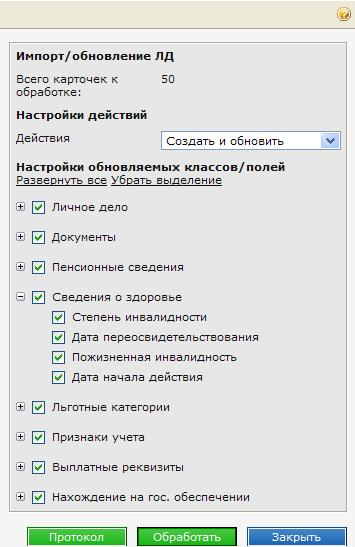 Импорт/обновление ЛД
Всего карточек к 50
обработке:
Настройки действий
Действия Создать и обновить
Настройки обновляемых классов/полей
Развернуть все Убрать выделение
Личное дело
Документы
Пенсионные сведения
Сведения о здоровье
Степень инвалидности
Дата переосвидетельствования
Пожизненная инвалидность
Дата начала действия
Льготные категории
Признаки учета
Выплатные реквизиты
Нахождение на гос. обеспечении
Протокол Обработать Закрыть